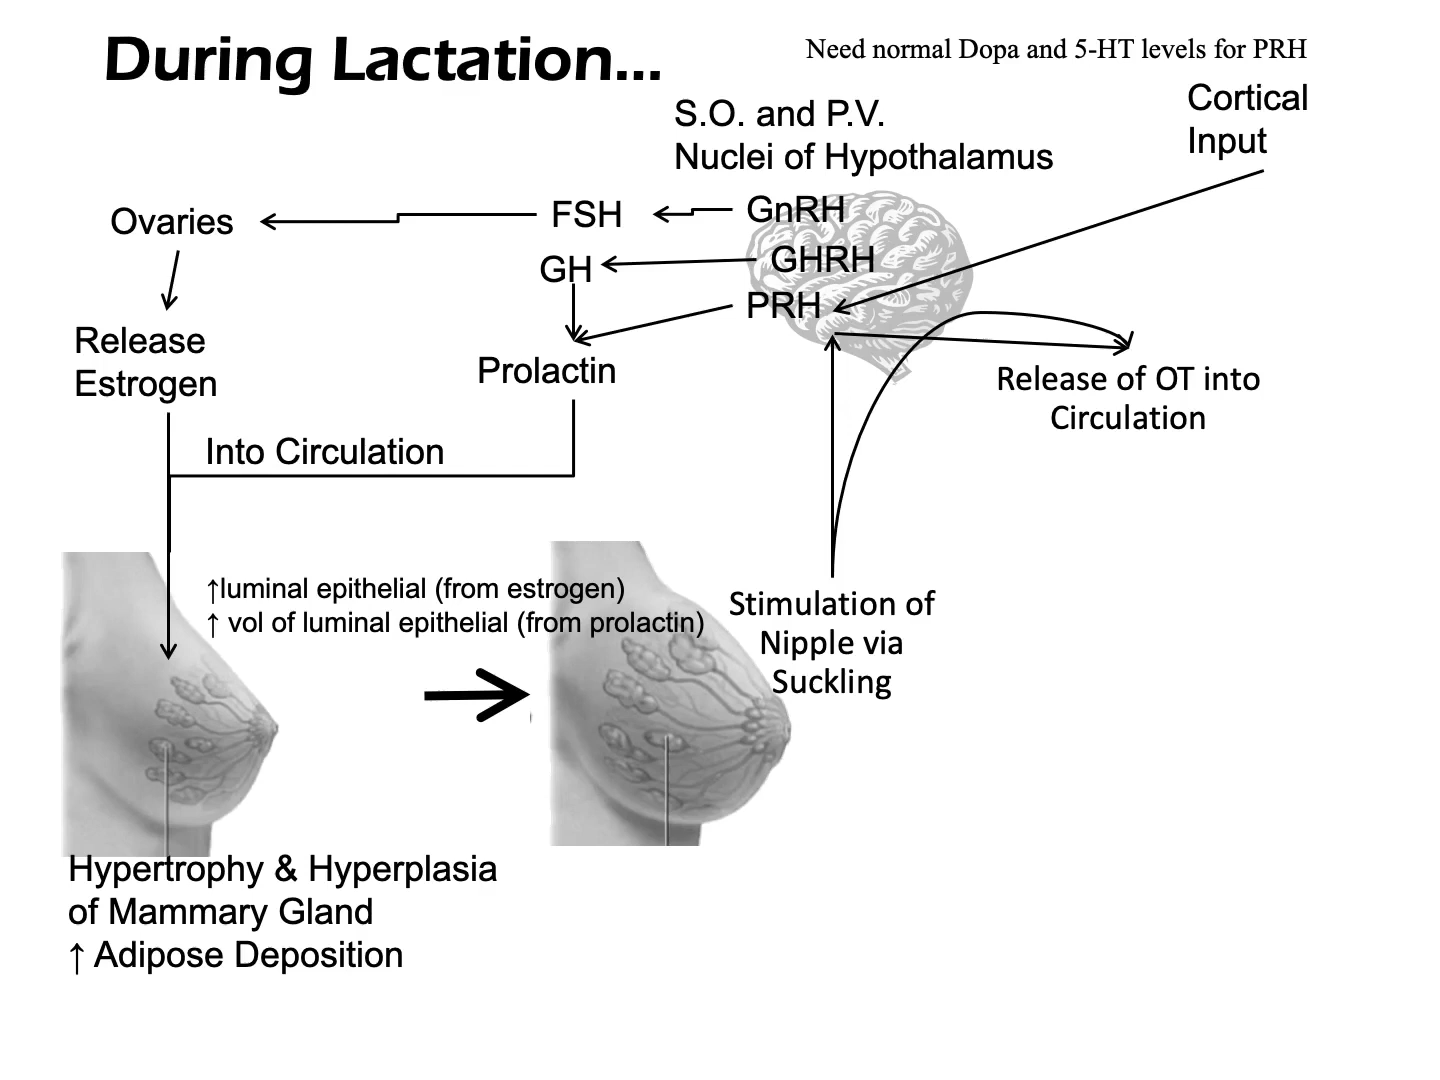 During Lactation...
Need normal Dopa and 5-HT levels for PRH
Cortical
Input
S.O. and P.V.
Nuclei of Hypothalamus
Ovaries
FSH
GnRH
GH
GHRH
PRH
Release
Estrogen
Prolactin
Release of OT into
Circulation
Into Circulation
↑luminal epithelial (from estrogen)
↑ vol of luminal epithelial (from prolactin)
Stimulation of
Nipple via
Suckling
Hypertrophy & Hyperplasia
of Mammary Gland
↑ Adipose Deposition